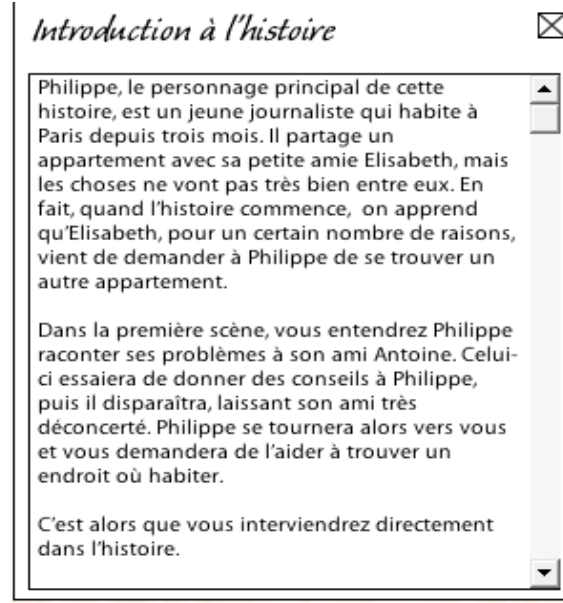 Introduction à l'histoire
Philippe, le personnage principal de cette
histoire, est un jeune journaliste qui habite à
Paris depuis trois mois. Il partage un
appartement avec sa petite amie Elisabeth, mais
les choses ne vont pas très bien entre eux. En
fait, quand l'histoire commence,  on apprend
qu'Elisabeth, pour un certain nombre de raisons,
vient de demander à Philippe de se trouver un
autre appartement.
Dans la première scène, vous entendrez Philippe
raconter ses problèmes à son ami Antoine. Celui-
ci essaiera de donner des conseils à Philippe,
puis il disparaîtra, laissant son ami très
déconcerté. Philippe se tournera alors vers vous
et vous demandera de l'aider à trouver un
endroit où habiter.
C'est alors que vous interviendrez directement
dans l'histoire.